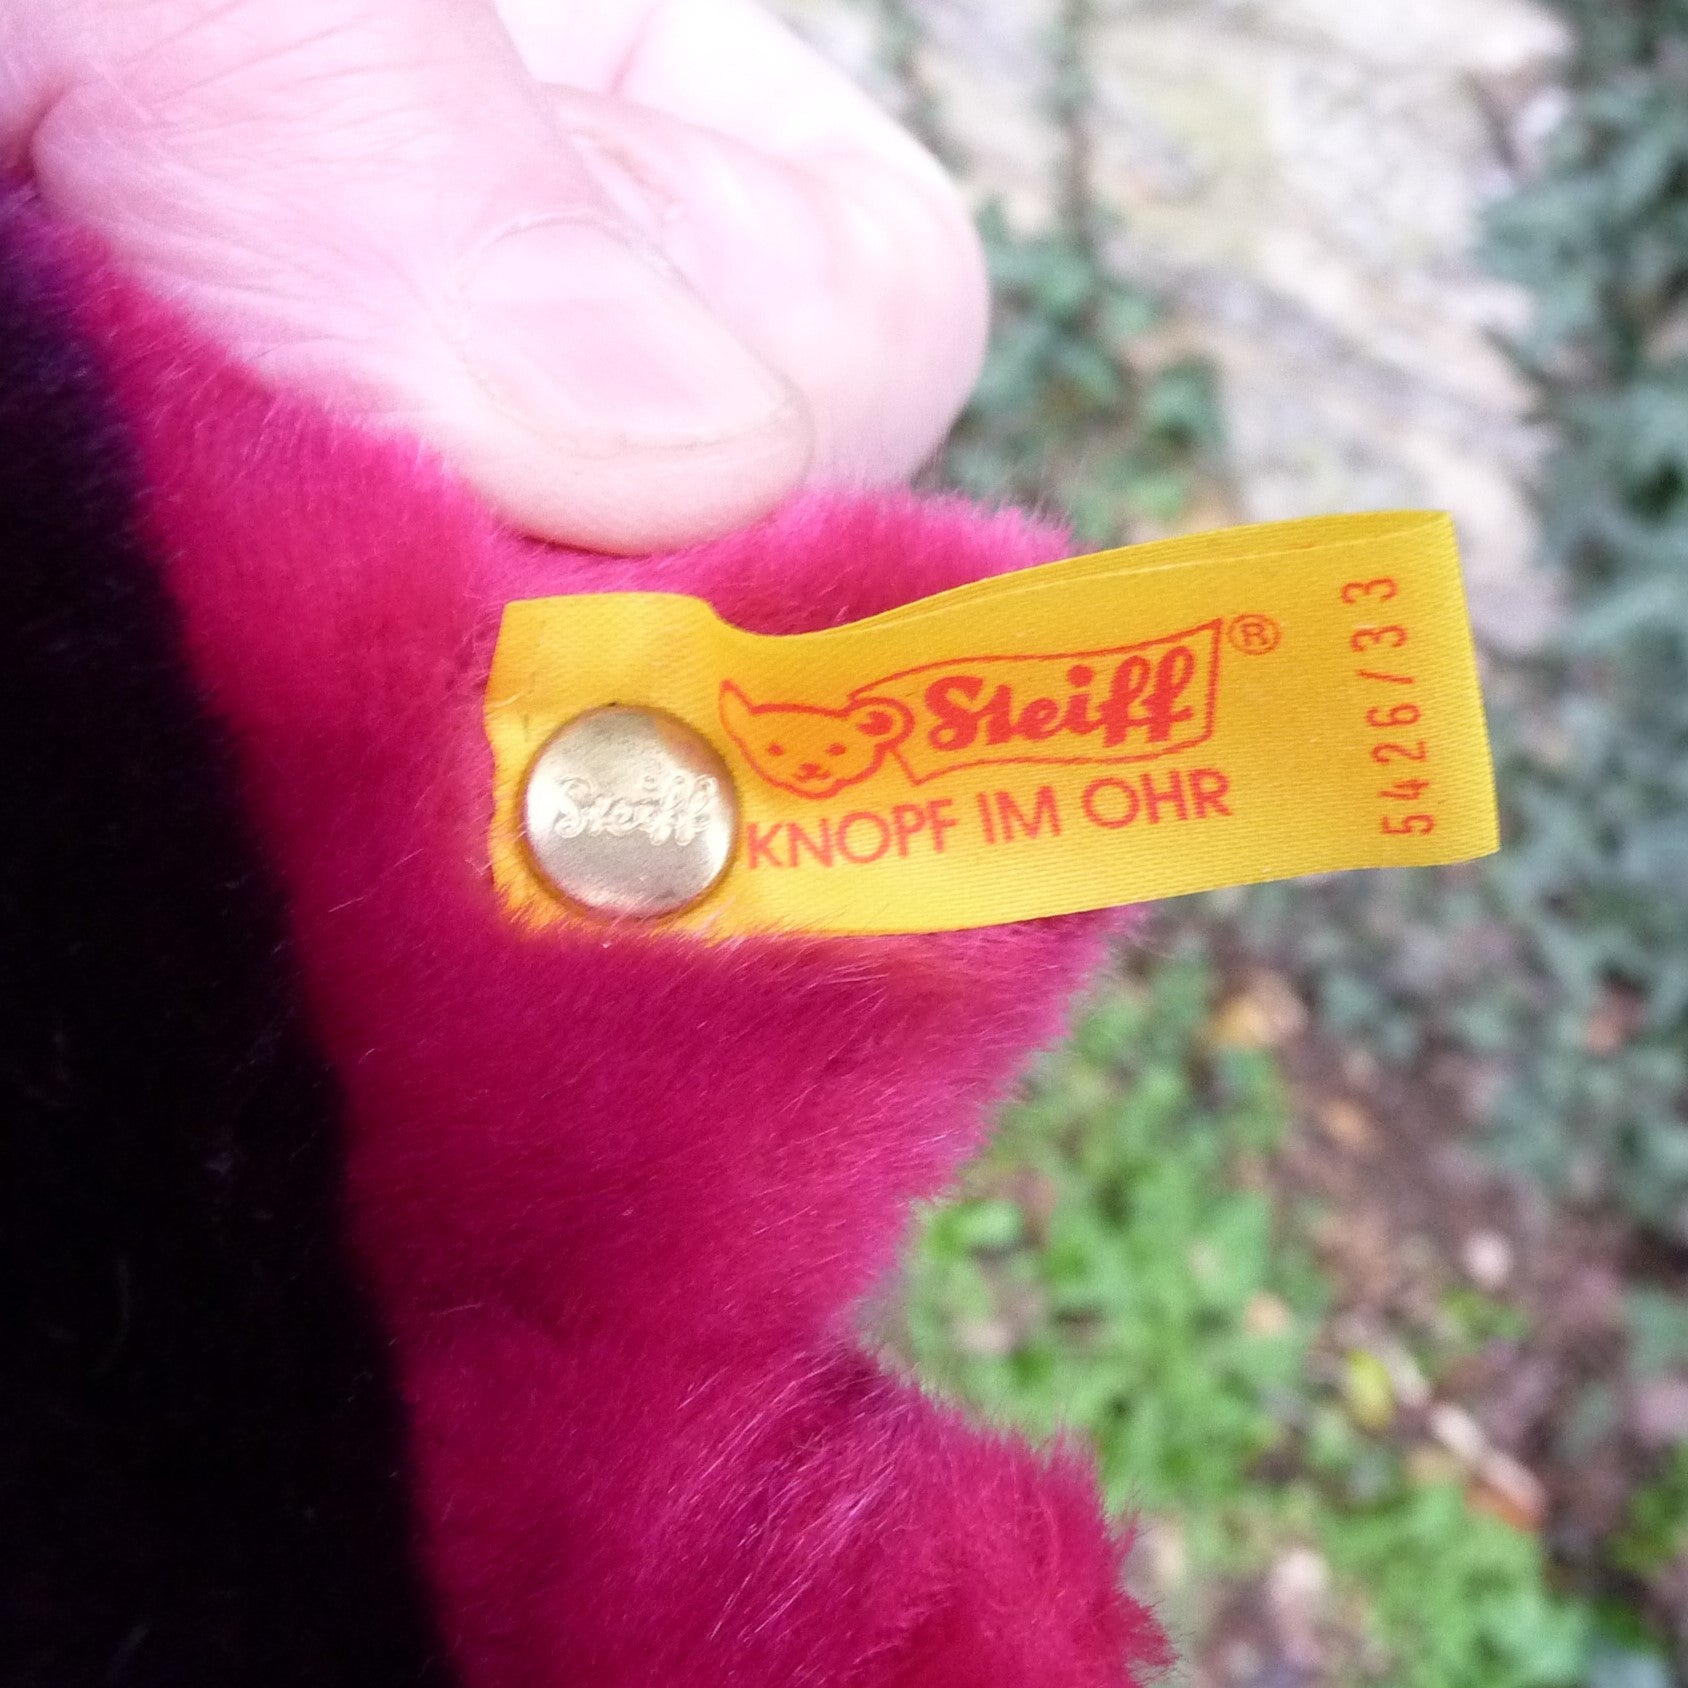 Steiff
Steiff®
KNOPF IM OHR
5426/33